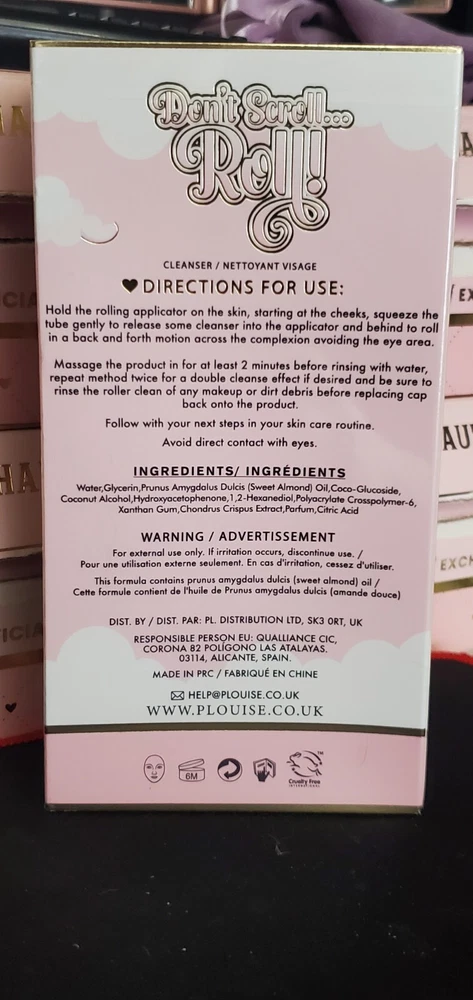 Don't Scroll...
Roll!
CLEANSER / NETTOYANT VISAGE
♥DIRECTIONS FOR USE:
Hold the rolling applicator on the skin, starting at the cheeks, squeeze the
tube gently to release some cleanser into the applicator and behind to roll
in a back and forth motion across the complexion avoiding the eye area.
Massage the product in for at least 2 minutes before rinsing with water,
repeat method twice for a double cleanse effect if desired and be sure to
rinse the roller clean of any makeup or dirt debris before replacing cap
back onto the product.
Follow with your next steps in your skin care routine.
Avoid direct contact with eyes.
INGREDIENTS/ INGRÉDIENTS
Water,Glycerin,Prunus Amygdalus Dulcis (Sweet Almond) Oil,Coco-Glucoside,
Coconut Alcohol,Hydroxyacetophenone,1,2-Hexanediol,Polyacrylate Crosspolymer-6,
Xanthan Gum,Chondrus Crispus Extract,Parfum,Citric Acid
WARNING / ADVERTISSEMENT
For external use only. If irritation occurs, discontinue use. /
Pour une utilisation externe seulement. En cas d'irritation, cessez d'utiliser.
This formula contains prunus amygdalus dulcis (sweet almond) oil /
Cette formule contient de l'huile de Prunus amygdalus dulcis (amande douce)
DIST. BY / DIST. PAR: PL. DISTRIBUTION LTD, SK3 0RT, UK
RESPONSIBLE PERSON EU: QUALLIANCE CIC,
CORONA 82 POLÍGONO LAS ATALAYAS.
03114, ALICANTE, SPAIN.
MADE IN PRC / FABRIQUÉ EN CHINE
HELP@PLOUISE.CO.UK
WWW.PLOUISE.CO.UK
6M
Cruelty Free
INTERNATIONAL
TM